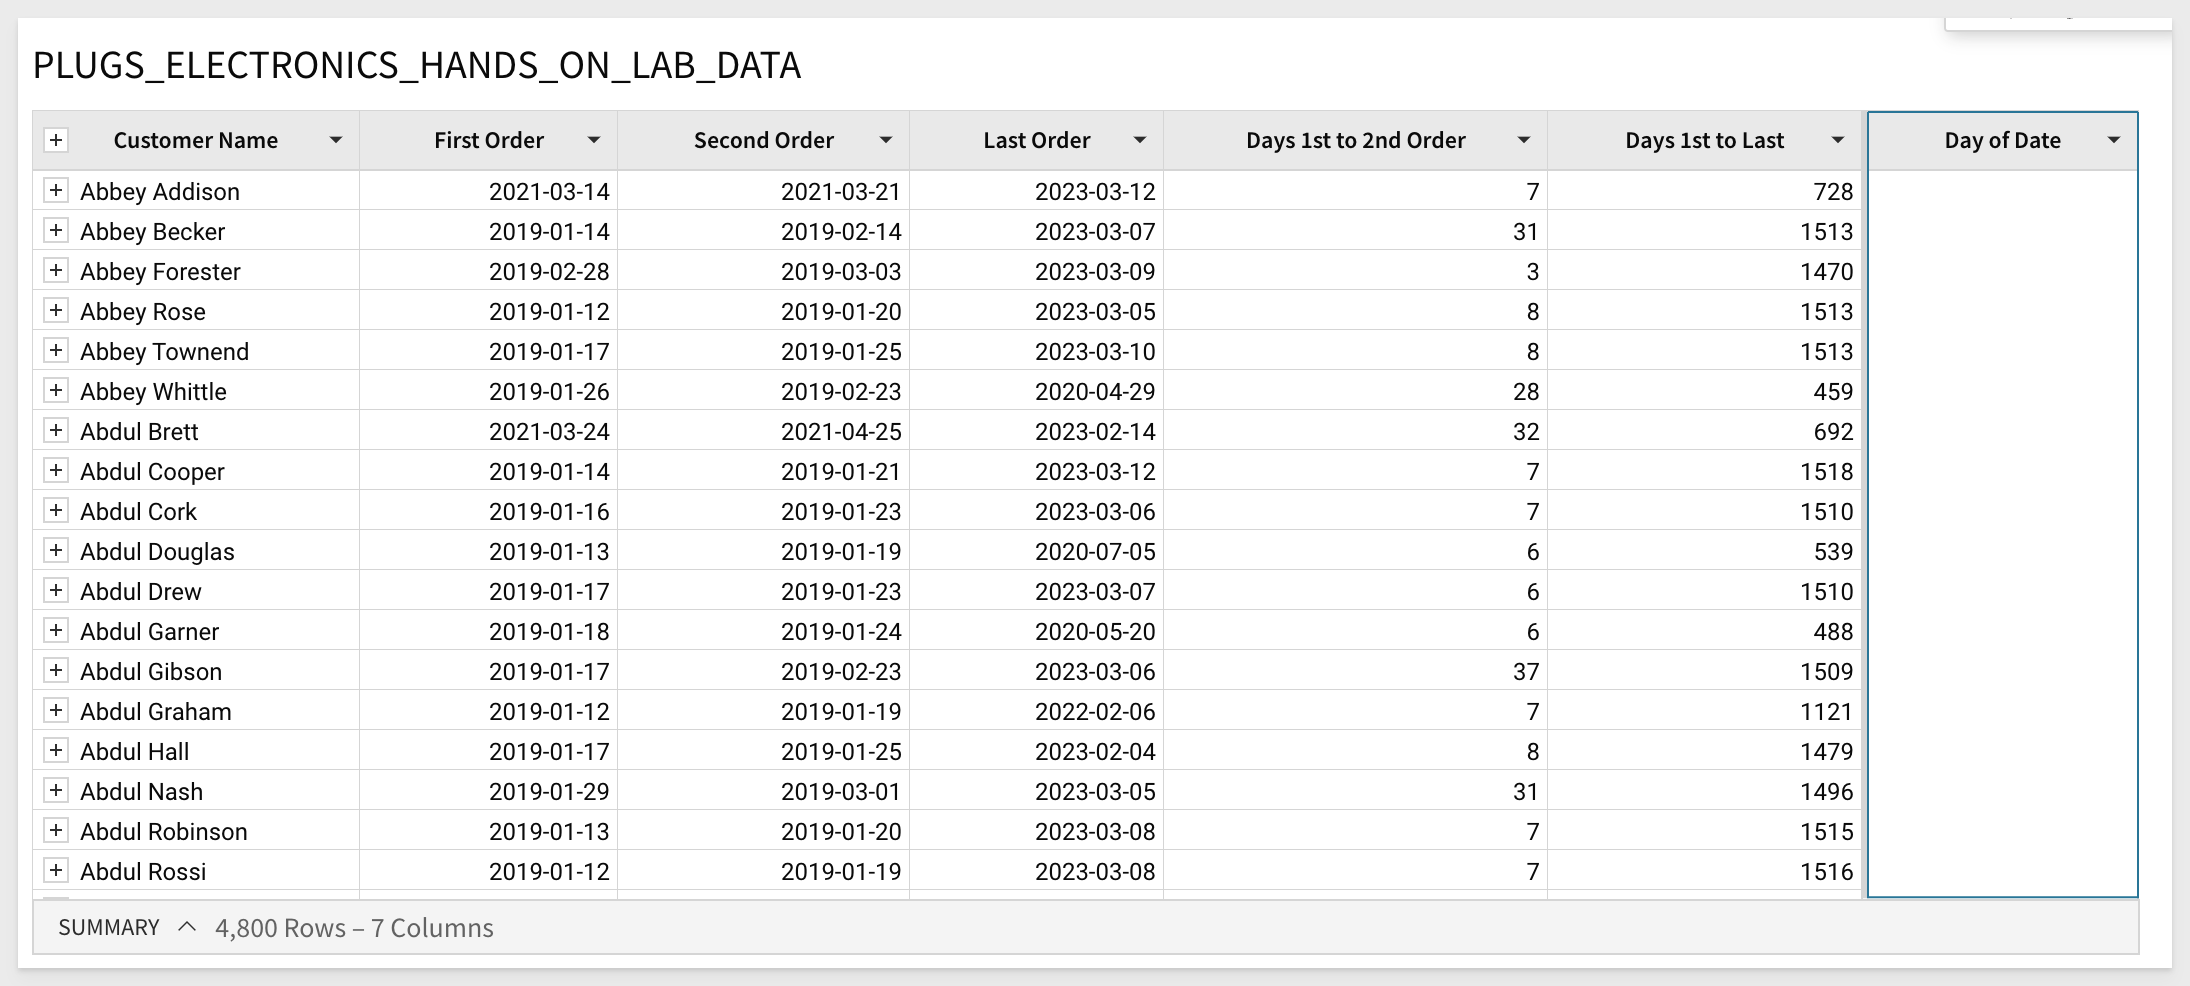 PLUGS_ELECTRONICS_HANDS_ON_LAB_DATA
Customer Name First Order Second Order Last Order Days 1st to 2nd Order Days 1st to Last Day of Date
Abbey Addison 2021-03-14 2021-03-21 2023-03-12 7 728
Abbey Becker 2019-01-14 2019-02-14 2023-03-07 31 1513
Abbey Forester 2019-02-28 2019-03-03 2023-03-09 3 1470
Abbey Rose 2019-01-12 2019-01-20 2023-03-05 8 1513
Abbey Townend 2019-01-17 2019-01-25 2023-03-10 8 1513
Abbey Whittle 2019-01-26 2019-02-23 2020-04-29 28 459
Abdul Brett 2021-03-24 2021-04-25 2023-02-14 32 692
Abdul Cooper 2019-01-14 2019-01-21 2023-03-12 7 1518
Abdul Cork 2019-01-16 2019-01-23 2023-03-06 7 1510
Abdul Douglas 2019-01-13 2019-01-19 2020-07-05 6 539
Abdul Drew 2019-01-17 2019-01-23 2023-03-07 6 1510
Abdul Garner 2019-01-18 2019-01-24 2020-05-20 6 488
Abdul Gibson 2019-01-17 2019-02-23 2023-03-06 37 1509
Abdul Graham 2019-01-12 2019-01-19 2022-02-06 7 1121
Abdul Hall 2019-01-17 2019-01-25 2023-02-04 8 1479
Abdul Nash 2019-01-29 2019-03-01 2023-03-05 31 1496
Abdul Robinson 2019-01-13 2019-01-20 2023-03-08 7 1515
Abdul Rossi 2019-01-12 2019-01-19 2023-03-08 7 1516
SUMMARY 4,800 Rows – 7 Columns